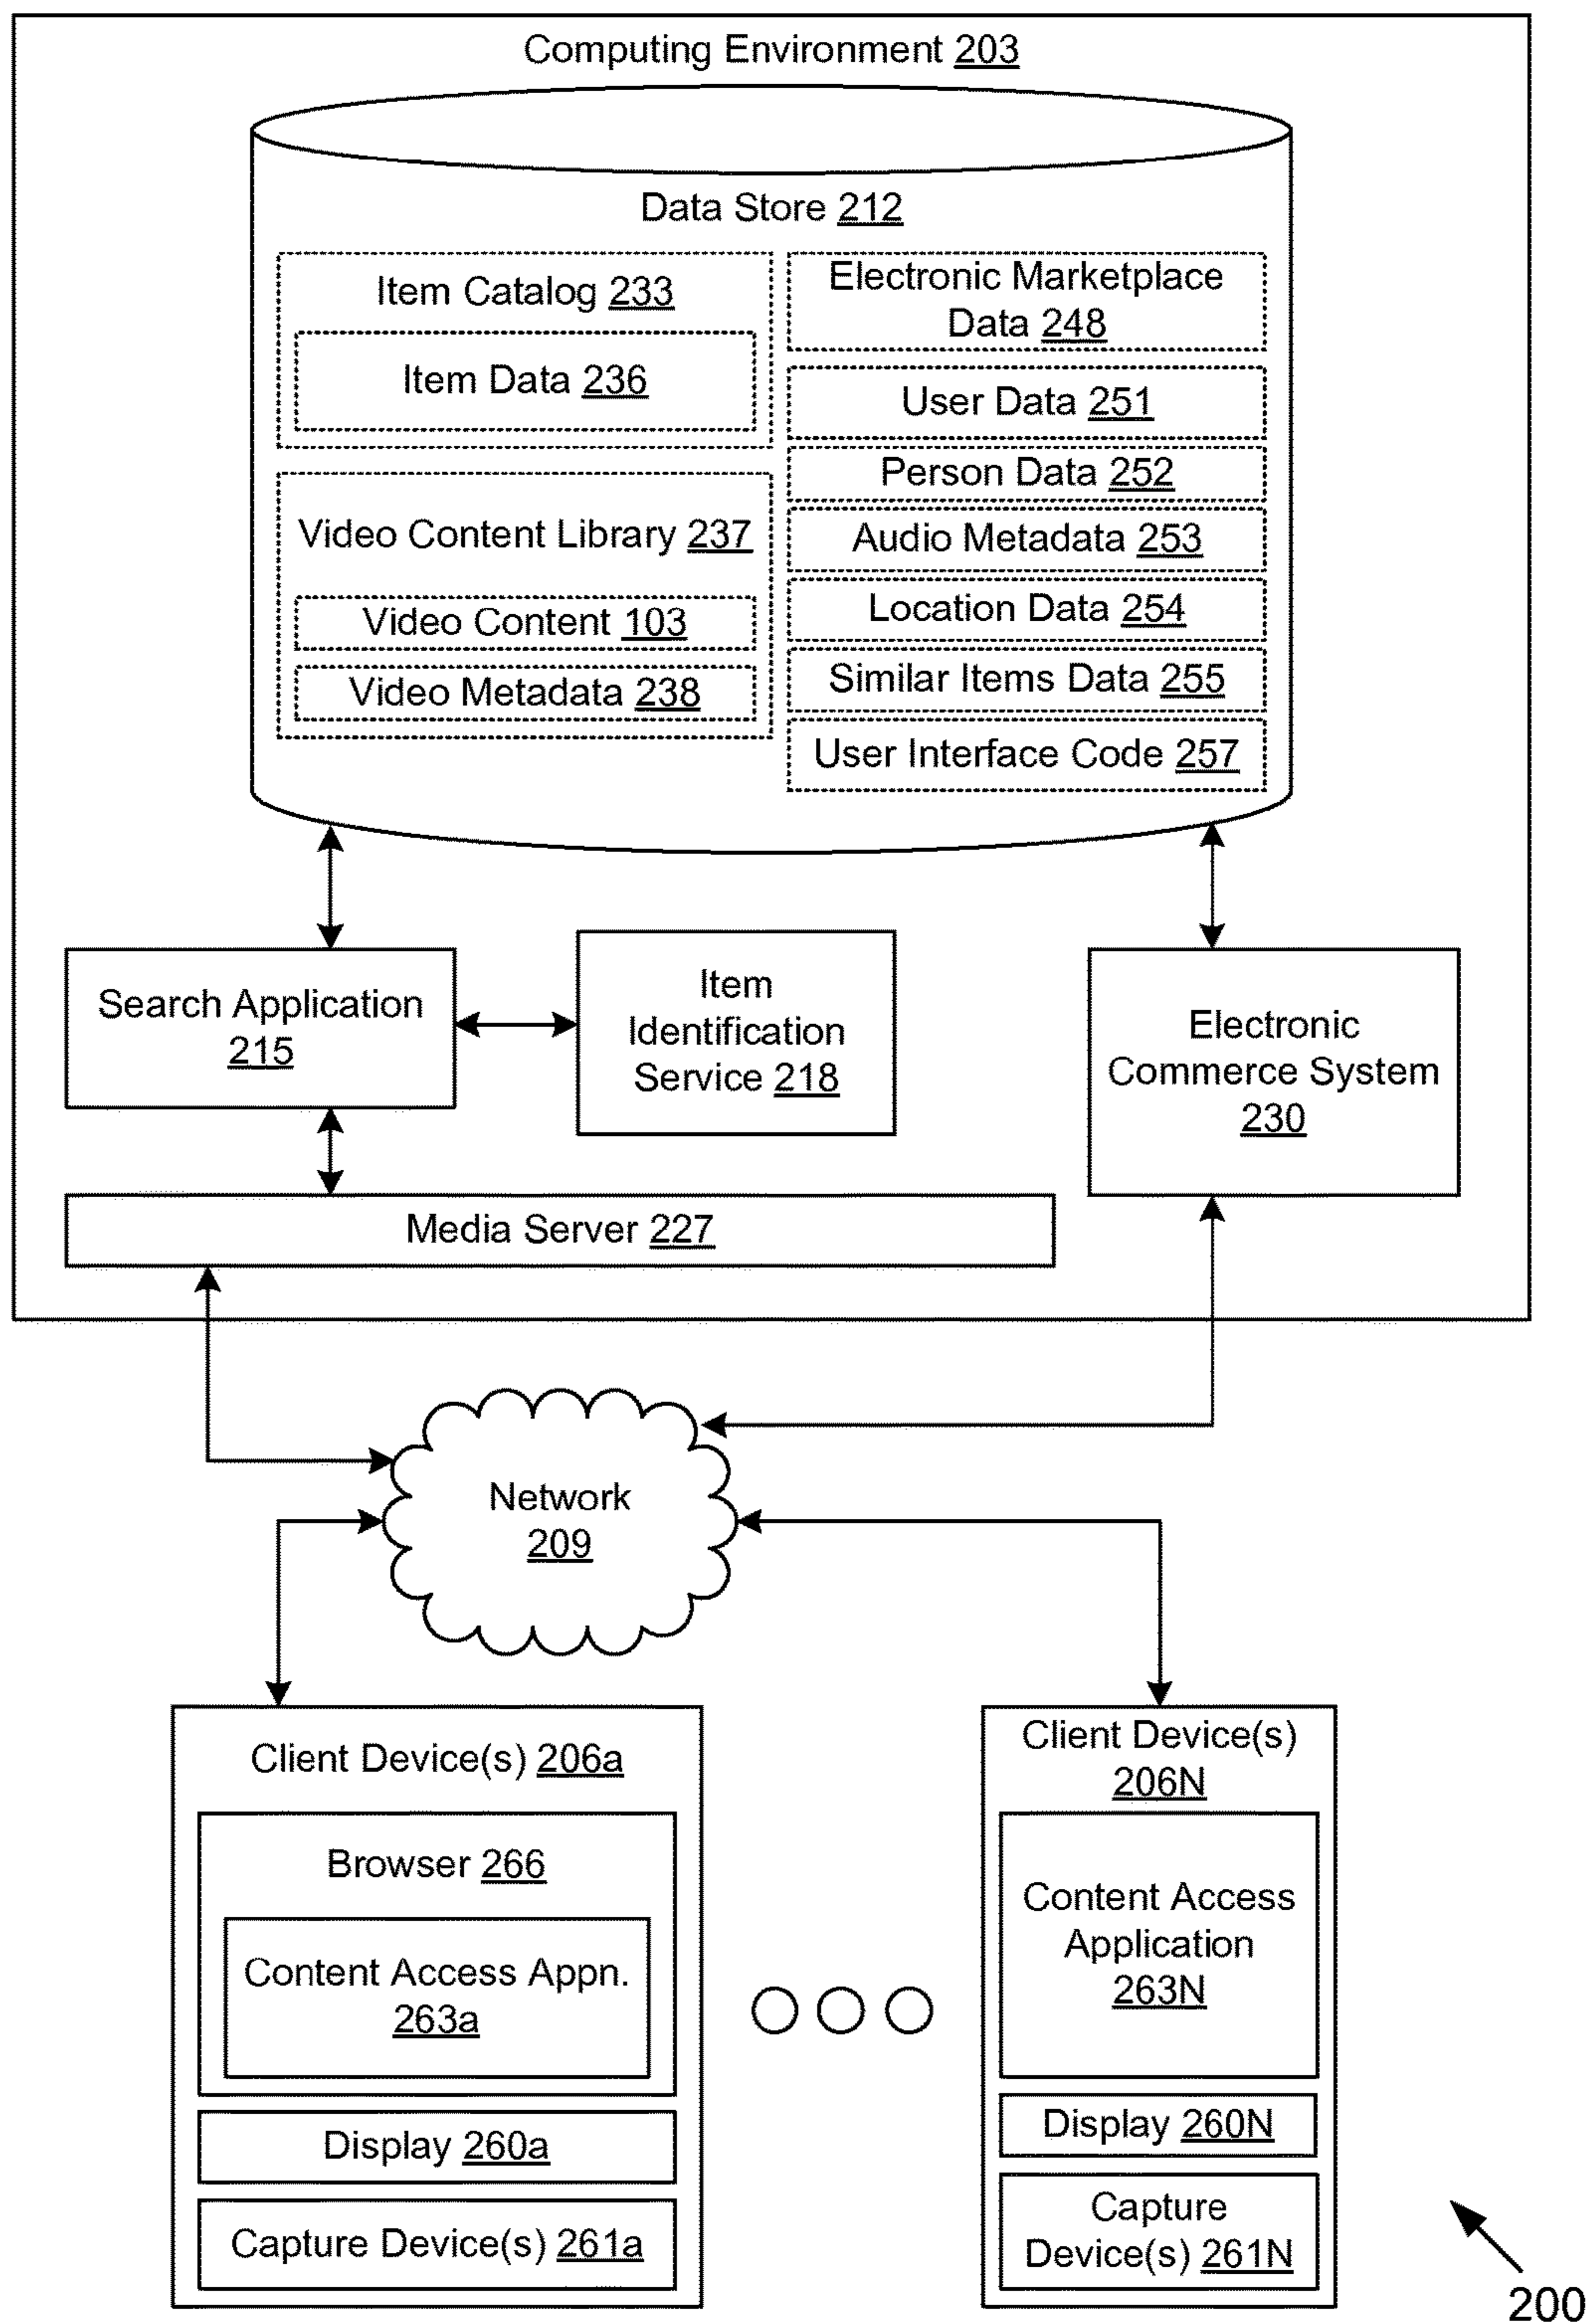 Computing Environment 203
Data Store 212
Item Catalog 233
Item Data 236
Video Content Library 237
Video Content 103
Video Metadata 238
Electronic Marketplace
Data 248
User Data 251
Person Data 252
Audio Metadata 253
Location Data 254
Similar Items Data 255
User Interface Code 257
Search Application
215
Item
Identification
Service 218
Electronic
Commerce System
230
Media Server 227
Network
209
Client Device(s) 206a
Browser 266
Content Access Appn.
263a
Display 260a
Capture Device(s) 261a
Client Device(s)
206N
Content Access
Application
263N
Display 260N
Capture
Device(s) 261N
200